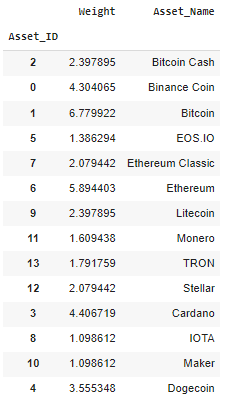 Weight Asset_Name
Asset_ID
2 2.397895 Bitcoin Cash
0 4.304065 Binance Coin
1 6.779922 Bitcoin
5 1.386294 EOS.IO
7 2.079442 Ethereum Classic
6 5.894403 Ethereum
9 2.397895 Litecoin
11 1.609438 Monero
13 1.791759 TRON
12 2.079442 Stellar
3 4.406719 Cardano
8 1.098612 IOTA
10 1.098612 Maker
4 3.555348 Dogecoin